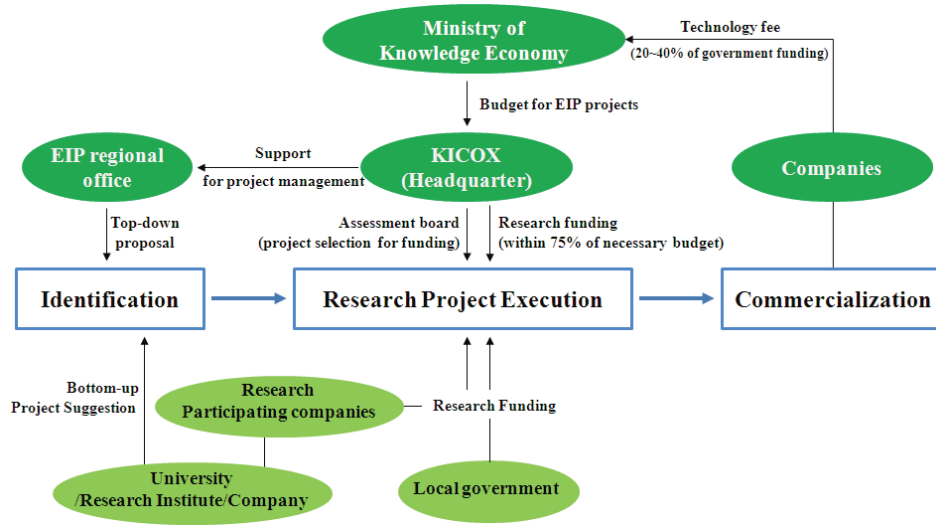 Ministry of
Knowledge Economy
Technology fee
(20~40% of government funding)
Budget for EIP projects
EIP regional
office
Support
for project management
KICOX
(Headquarter)
Companies
Top-down
proposal
Assessment board
(project selection for funding)
Research funding
(within 75% of necessary budget)
Identification
Research Project Execution
Commercialization
Bottom-up
Project Suggestion
Research
Participating companies
Research Funding
University
/Research Institute/Company
Local government